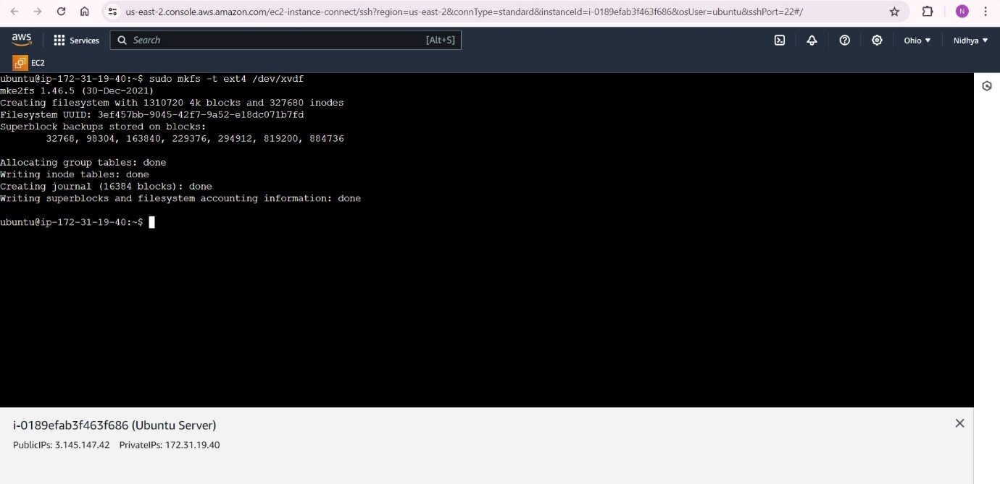 us-east-2.console.aws.amazon.com/ec2-instance-connect/ssh?region=us-east-2&connType=standard&instanceId=i-0189efab3f463f686&osUser=ubuntu&sshPort=22#/
N
aws
Services
Search
[Alt+S]
Ohio
Nidhya
EC2
ubuntu@ip-172-31-19-40:~$ sudo mkfs -t ext4 /dev/xvdf
mke2fs 1.46.5 (30-Dec-2021)
Creating filesystem with 1310720 4k blocks and 327680 inodes
Filesystem UUID: 3ef457bb-9045-42f7-9a52-e18dc071b7fd
Superblock backups stored on blocks:
32768, 98304, 163840, 229376, 294912, 819200, 884736
Allocating group tables: done
Writing inode tables: done
Creating journal (16384 blocks): done
Writing superblocks and filesystem accounting information: done
ubuntu@ip-172-31-19-40:~$
i-0189efab3f463f686 (Ubuntu Server)
PublicIPs: 3.145.147.42 PrivateIPs: 172.31.19.40